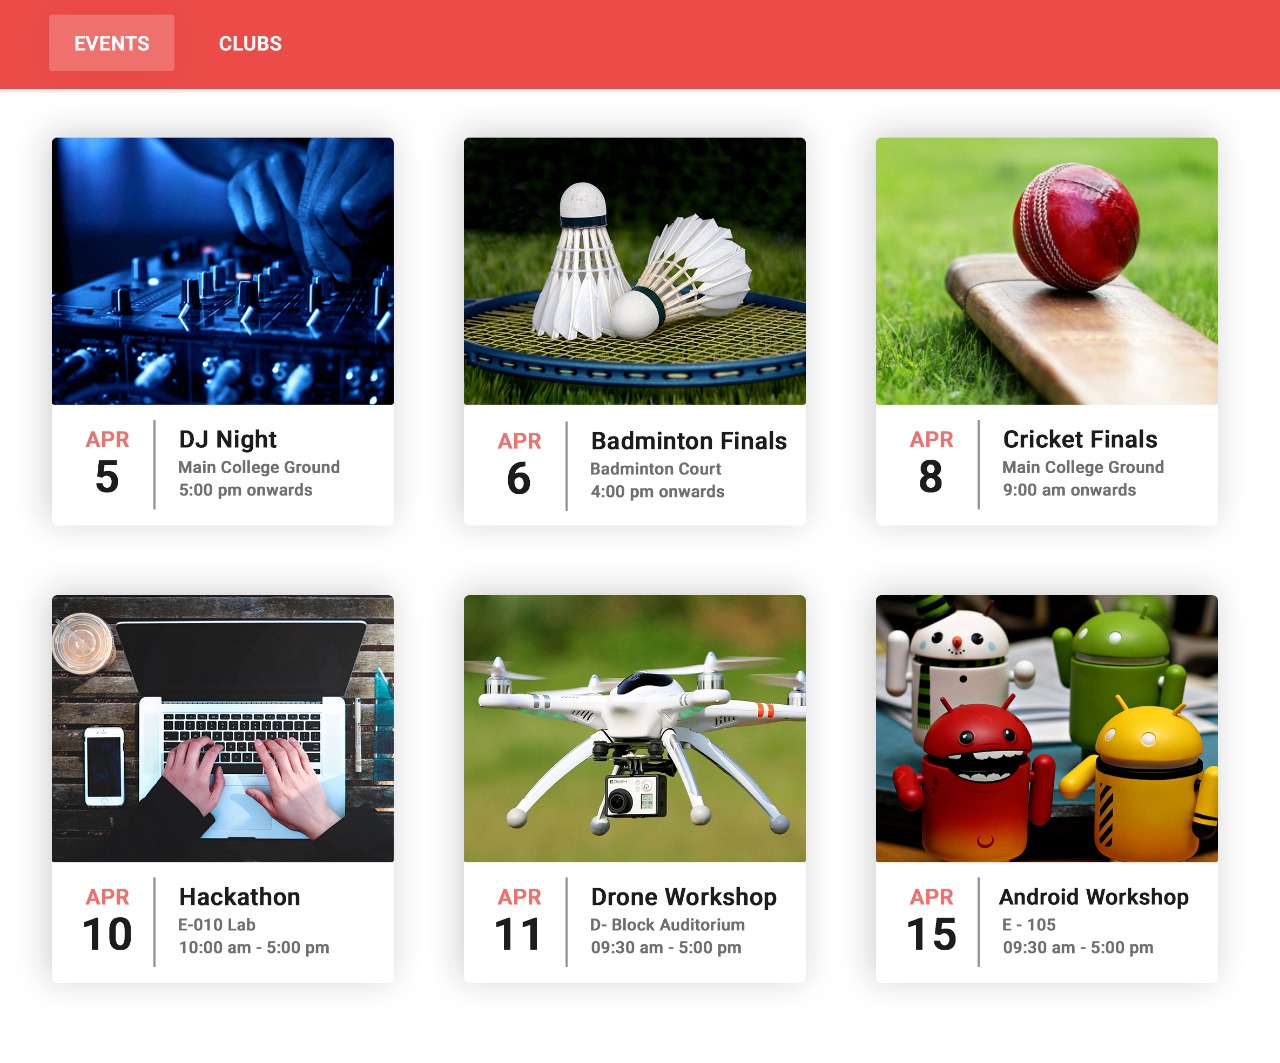 EVENTS
CLUBS
APR
5
DJ Night
Main College Ground
5:00 pm onwards
APR
6
Badminton Finals
Badminton Court
4:00 pm onwards
APR
8
Cricket Finals
Main College Ground
9:00 am onwards
APR
10
Hackathon
E-010 Lab
10:00 am - 5:00 pm
APR
11
Drone Workshop
D- Block Auditorium
09:30 am - 5:00 pm
APR
15
Android Workshop
E - 105
09:30 am - 5:00 pm